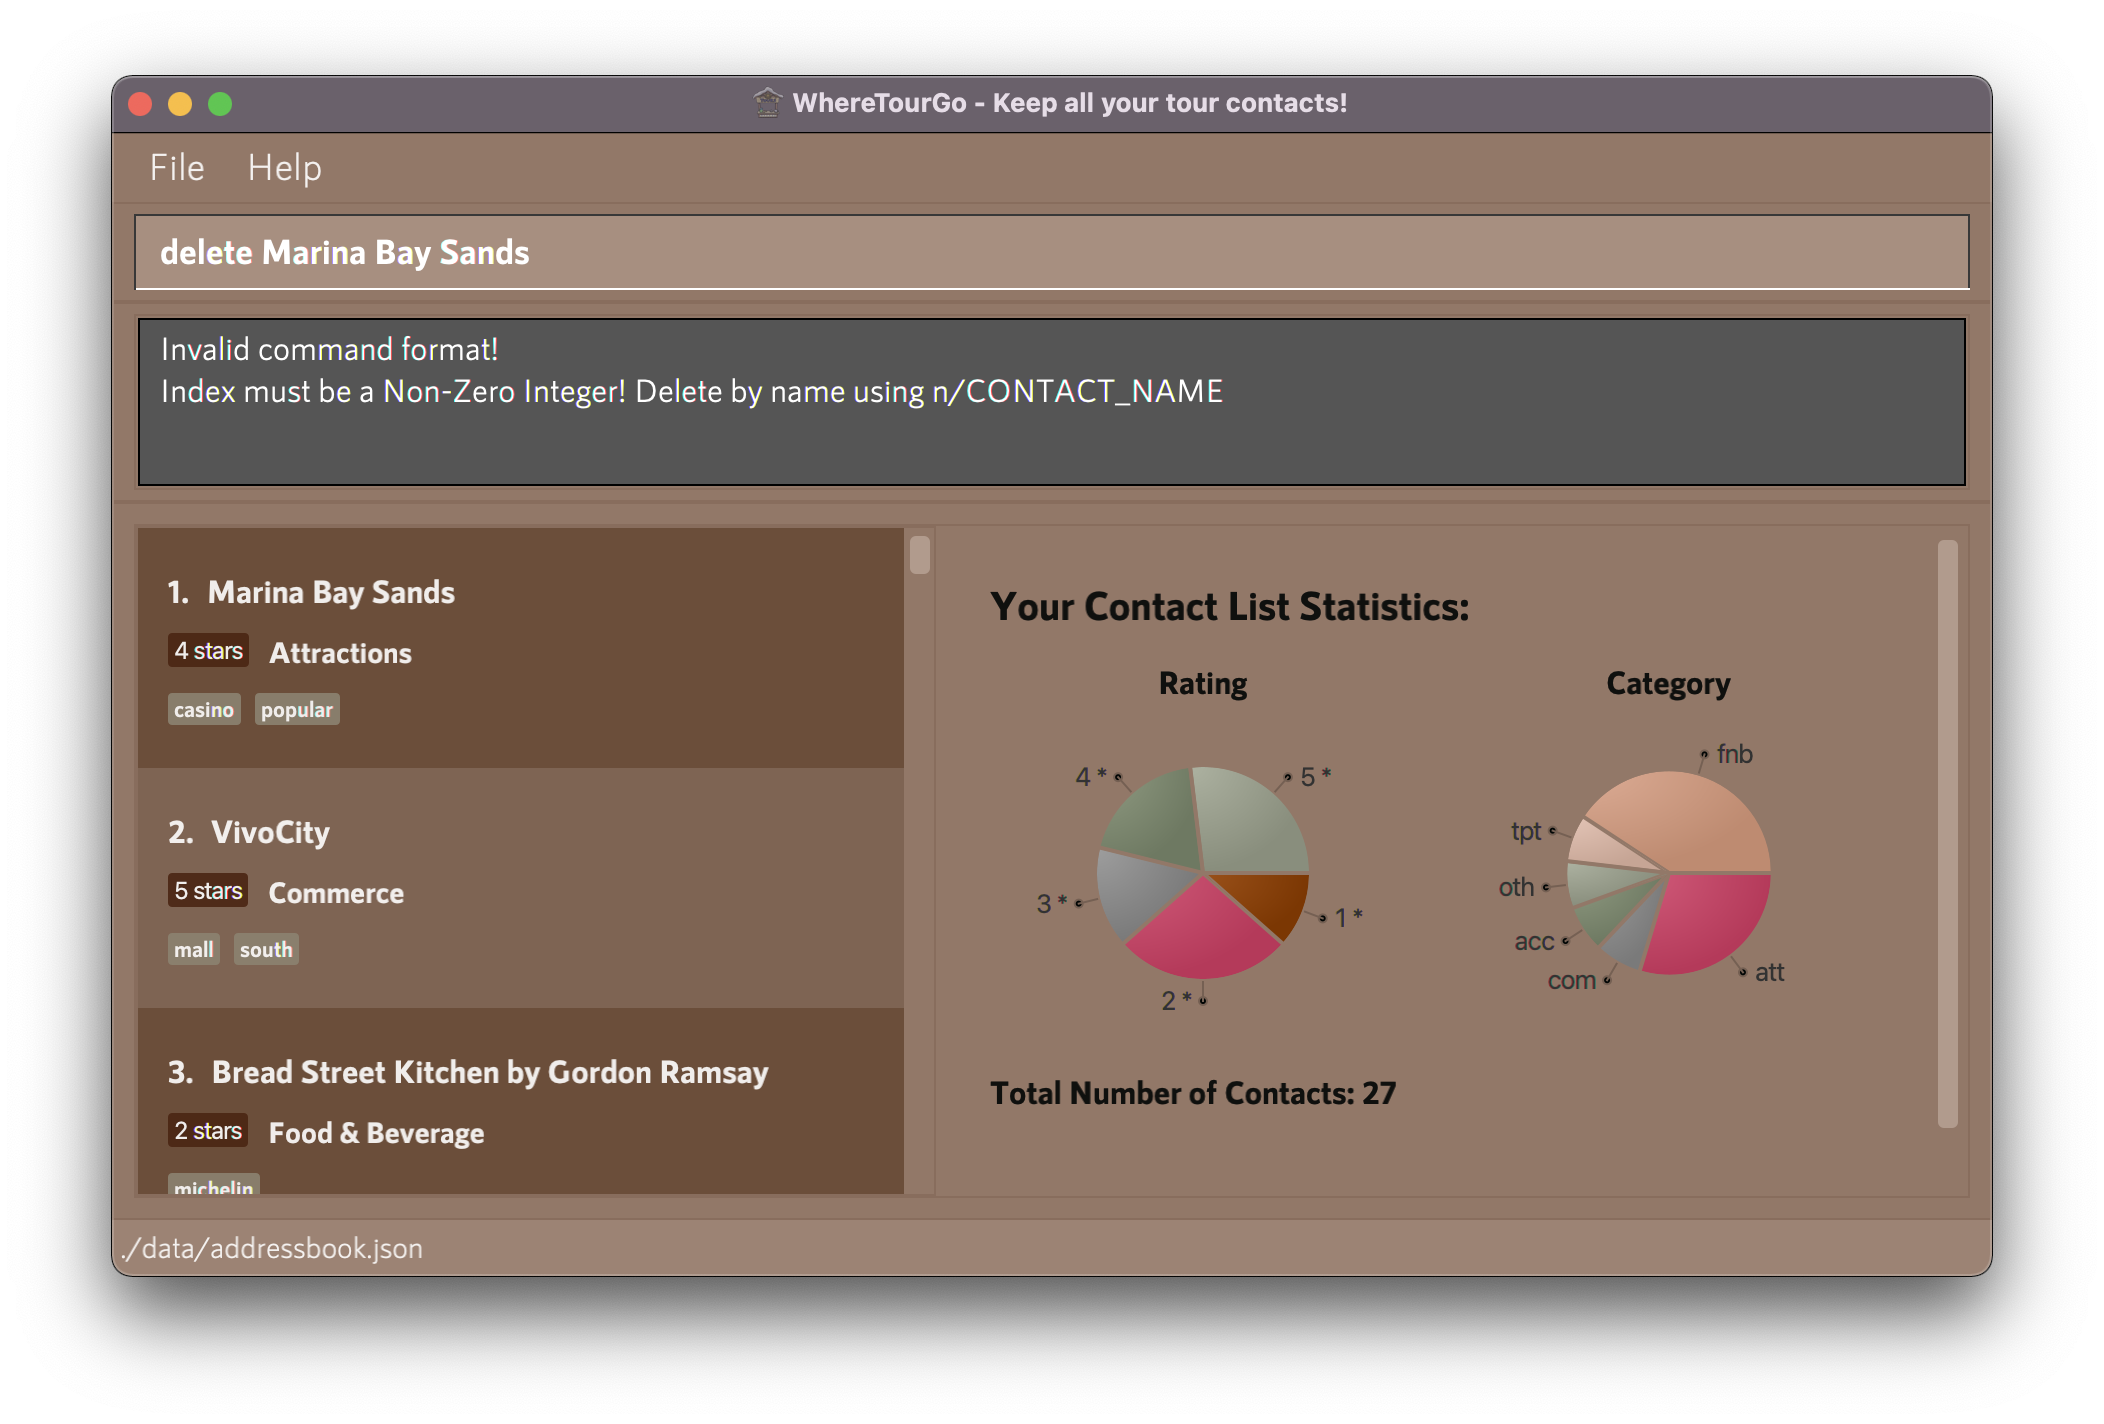 WhereTourGo - Keep all your tour contacts!
File Help
delete Marina Bay Sands
Invalid command format!
Index must be a Non-Zero Integer! Delete by name using n/CONTACT_NAME
1. Marina Bay Sands
4 stars Attractions
casino popular
2. VivoCity
5 stars Commerce
mall south
3. Bread Street Kitchen by Gordon Ramsay
2 stars Food & Beverage
michelin
Your Contact List Statistics:
Rating
4 *
5 *
3 *
1 *
2 *
Category
fnb
tpt
oth
acc
com
att
Total Number of Contacts: 27
./data/addressbook.json